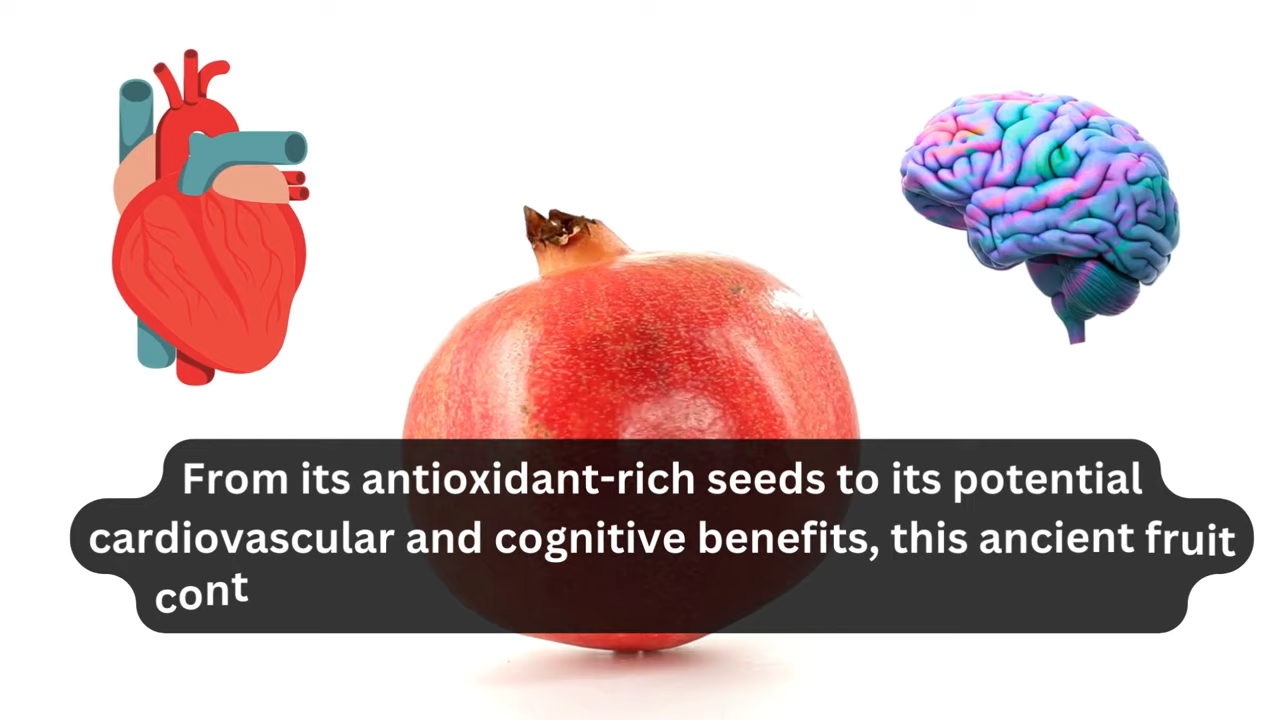 From its antioxidant-rich seeds to its potential
cardiovascular and cognitive benefits, this ancient fruit
cont